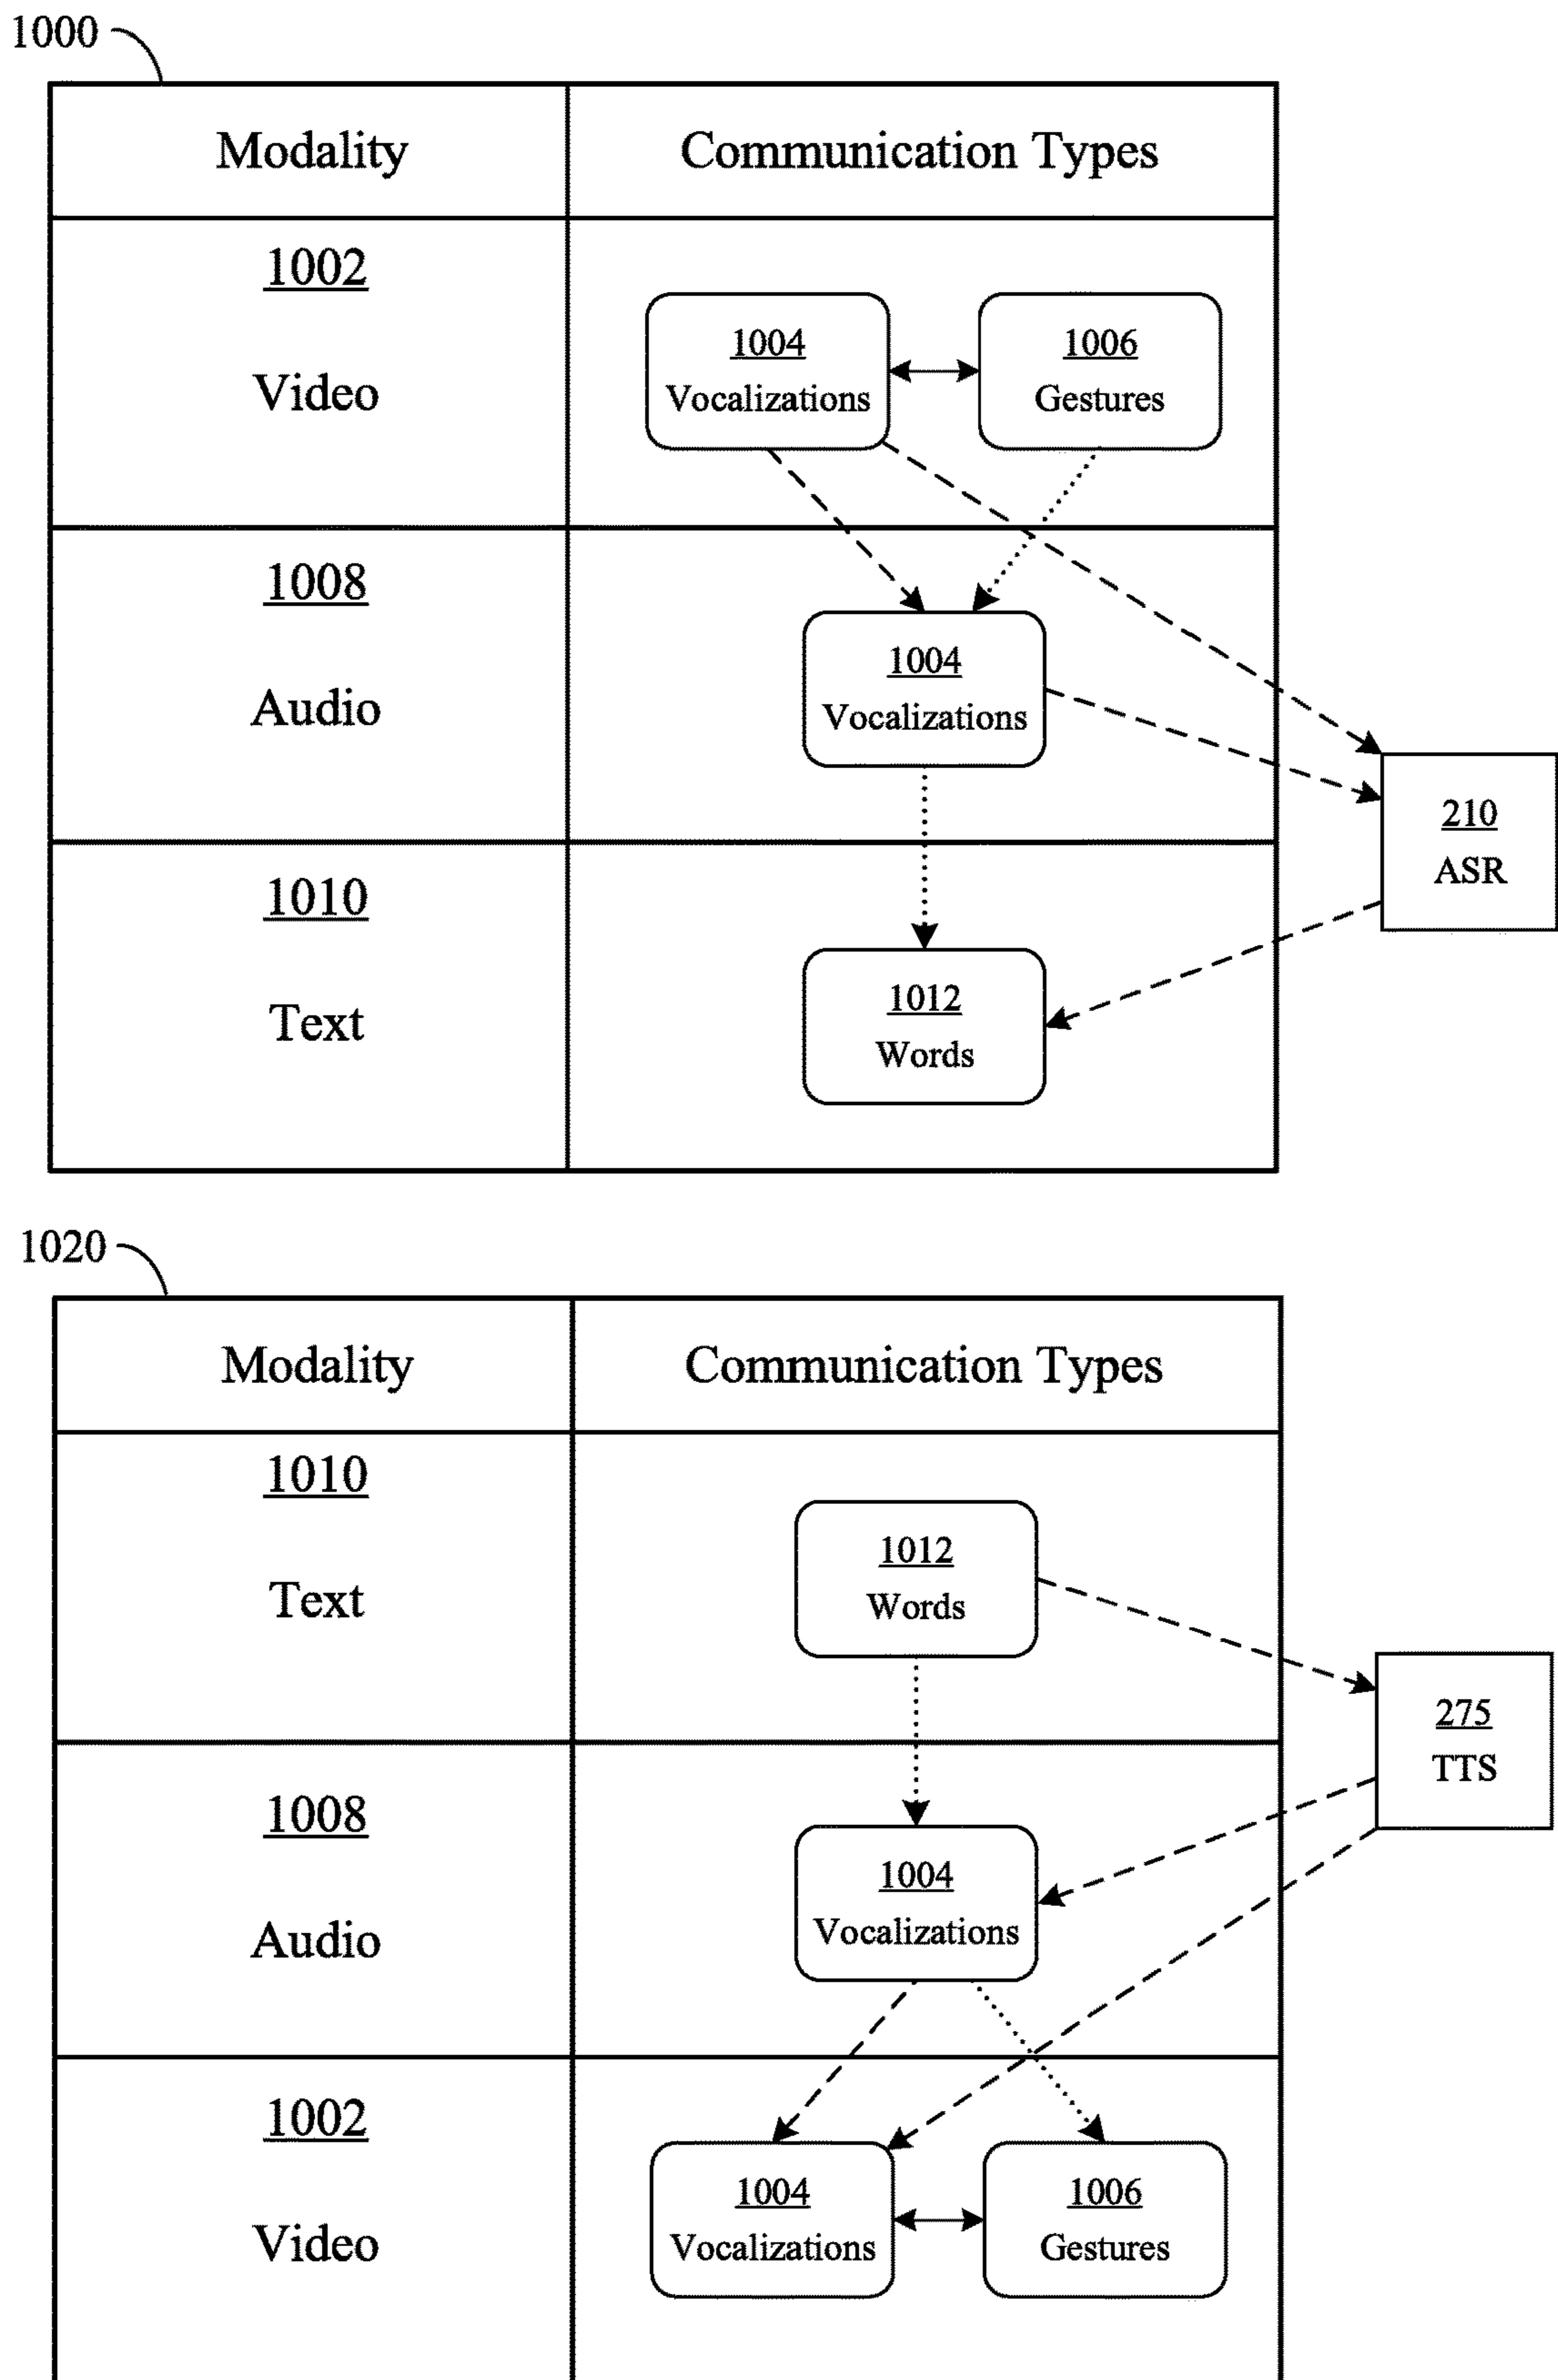 1000
Modality
Communication Types
1002
Video
1004
Vocalizations
1006
Gestures
1008
Audio
1004
Vocalizations
210
ASR
1010
Text
1012
Words
1020
Modality
Communication Types
1010
Text
1012
Words
275
TTS
1008
Audio
1004
Vocalizations
1002
Video
1004
Vocalizations
1006
Gestures